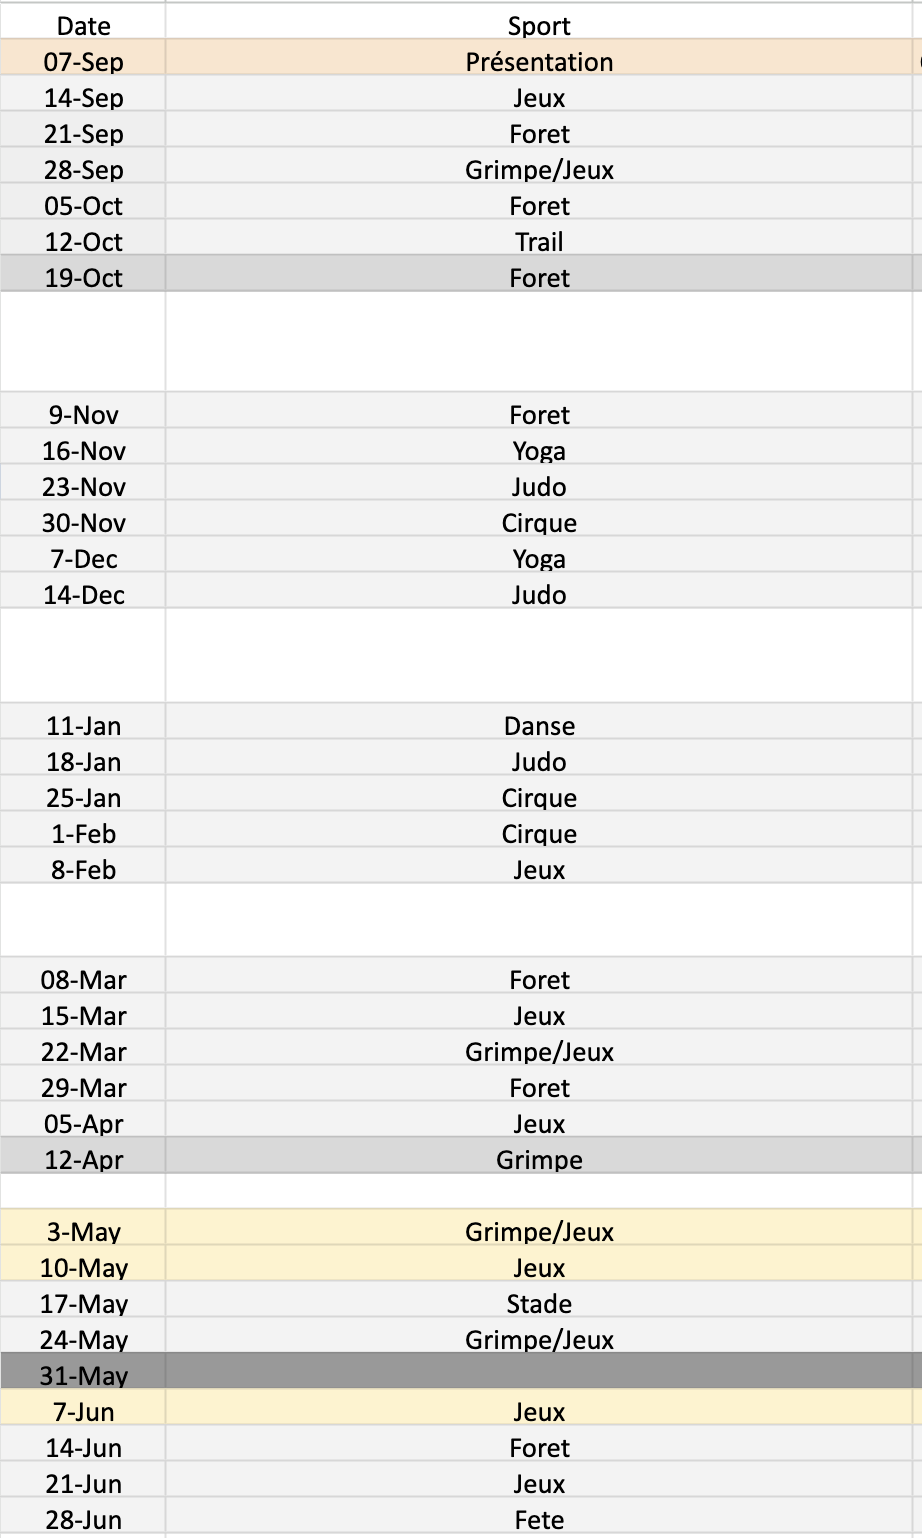 Date Sport
07-Sep Présentation
14-Sep Jeux
21-Sep Foret
28-Sep Grimpe/Jeux
05-Oct Foret
12-Oct Trail
19-Oct Foret
9-Nov Foret
16-Nov Yoga
23-Nov Judo
30-Nov Cirque
7-Dec Yoga
14-Dec Judo
11-Jan Danse
18-Jan Judo
25-Jan Cirque
1-Feb Cirque
8-Feb Jeux
08-Mar Foret
15-Mar Jeux
22-Mar Grimpe/Jeux
29-Mar Foret
05-Apr Jeux
12-Apr Grimpe
3-May Grimpe/Jeux
10-May Jeux
17-May Stade
24-May Grimpe/Jeux
31-May
7-Jun Jeux
14-Jun Foret
21-Jun Jeux
28-Jun Fete